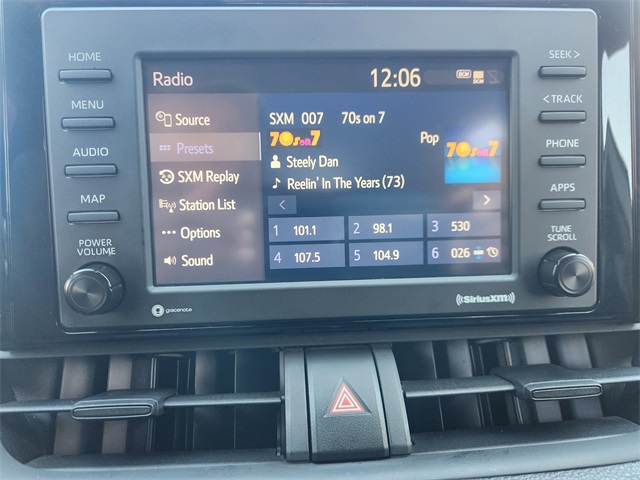 HOME
MENU
AUDIO
MAP
POWER
VOLUME
Radio
12:06
Source
Presets
SXM Replay
Station List
Options
Sound
SXM 007 70s on 7
70s on 7
Pop
70s on 7
Steely Dan
Reelin' In The Years (73)
1 101.1
2 98.1
3 530
4 107.5
5 104.9
6 026
SEEK >
< TRACK
PHONE
APPS
TUNE
SCROLL
gracenote
((SiriusXM))